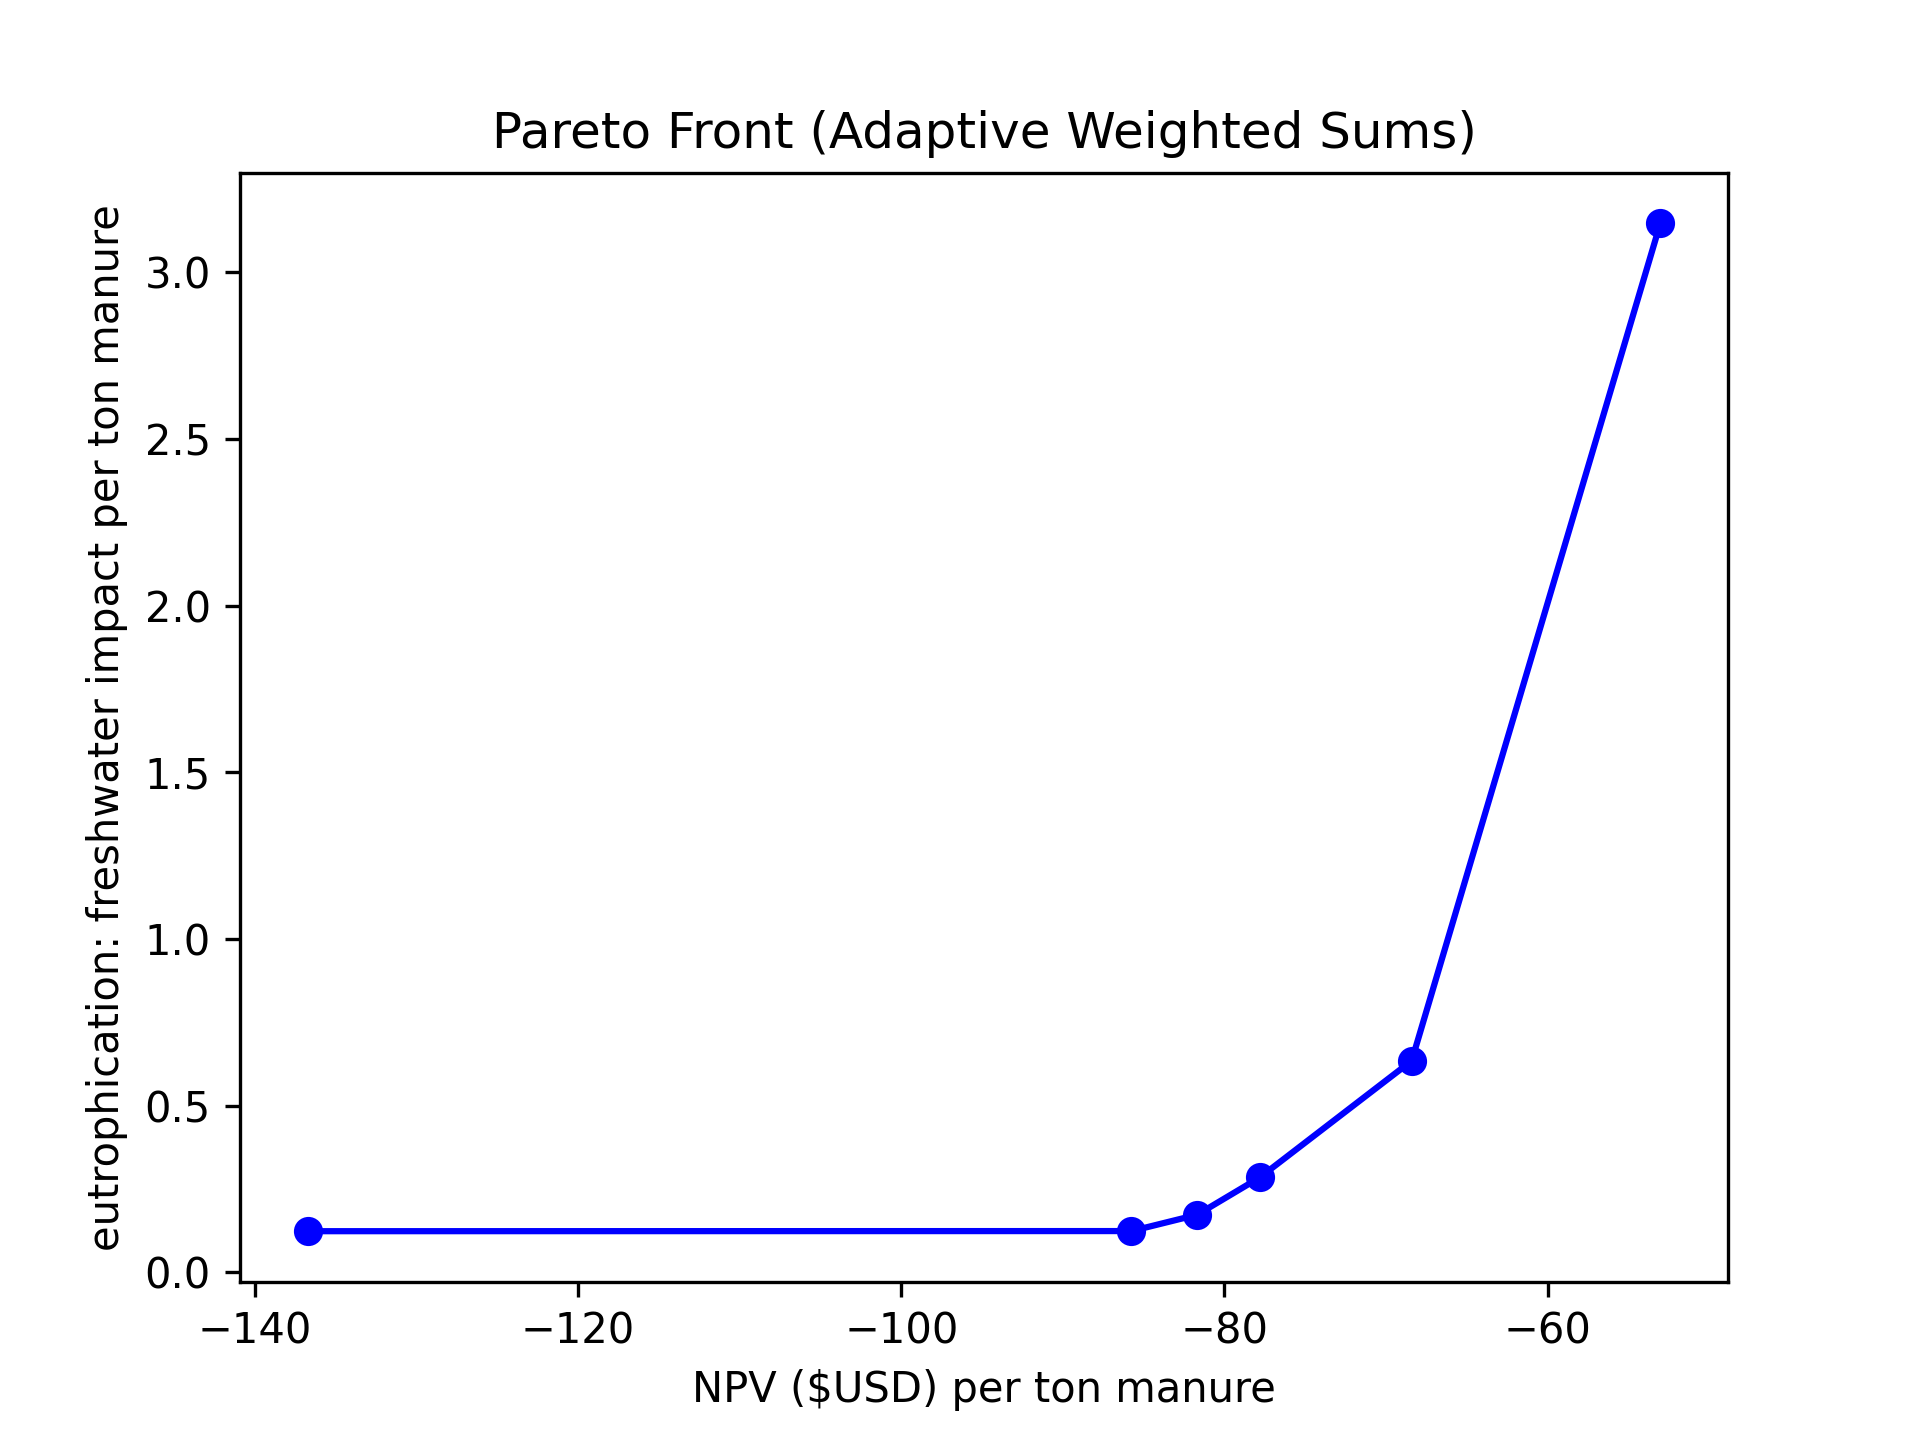 Pareto Front (Adaptive Weighted Sums)
eutrophication: freshwater impact per ton manure
3.0
2.5
2.0
1.5
1.0
0.5
0.0
−140 −120 −100 −80 −60
NPV ($USD) per ton manure